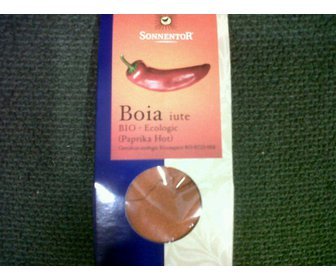 SONNENTOR
Boia iute
BIO - Ecologic
(Paprika Hot)